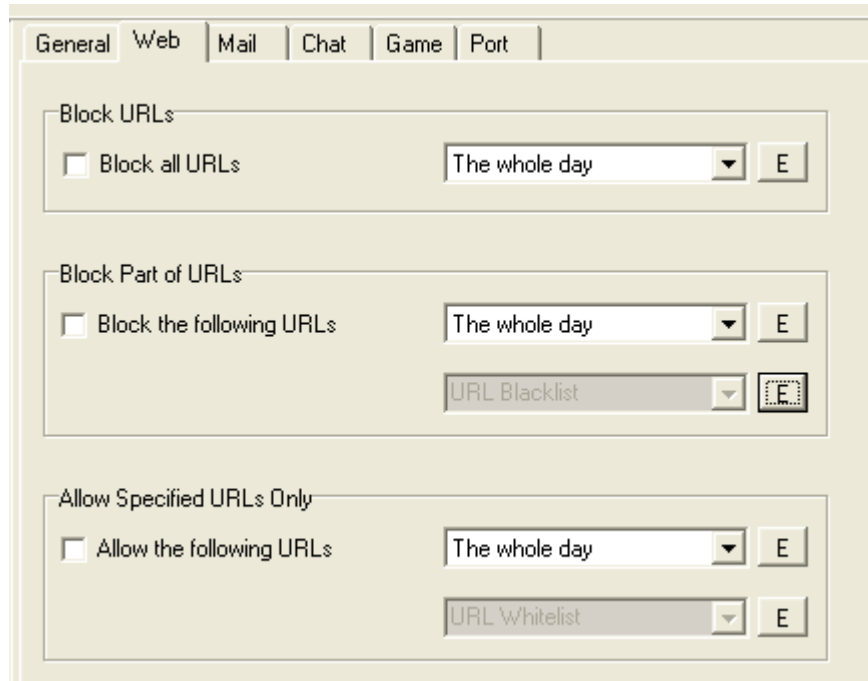 General Web Mail Chat Game Port
Block URLs
Block all URLs The whole day E
Block Part of URLs
Block the following URLs The whole day E
URL Blacklist E
Allow Specified URLs Only
Allow the following URLs The whole day E
URL Whitelist E